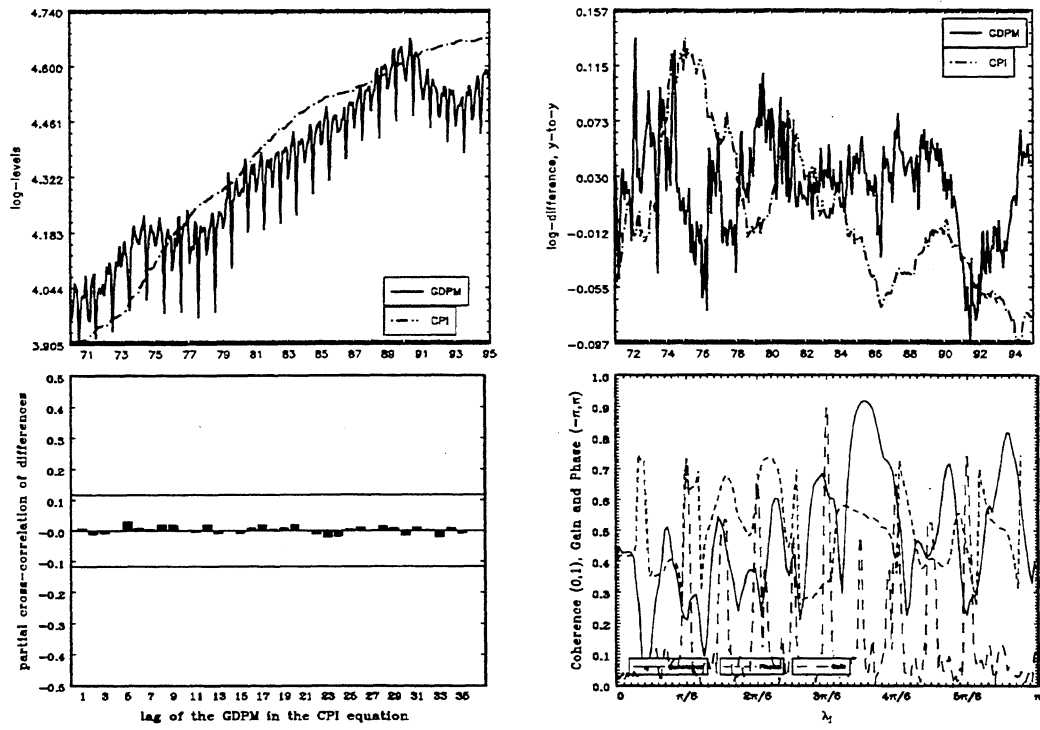 4.740
4.600
4.461
4.322
4.183
4.044
3.905
log-levels
GDPM
CPI
71 73 75 77 79 81 83 85 87 89 91 93 95
0.157
0.115
0.073
0.030
-0.012
-0.055
-0.097
log-difference, y-to-y
GDPM
CPI
72 74 76 78 80 82 84 86 88 90 92 94
0.5
0.4
0.3
0.2
0.1
-0.0
-0.1
-0.2
-0.3
-0.4
-0.5
partial cross-correlation of differences
1 3 5 7 9 11 13 15 17 19 21 23 25 27 29 31 33 35
lag of the GDPM in the CPI equation
1.0
0.9
0.8
0.7
0.6
0.5
0.4
0.3
0.2
0.1
0.0
Coherence (0,1), Gain and Phase (-π,π)
0 π/6 2π/6 3π/6 4π/6 5π/6 π